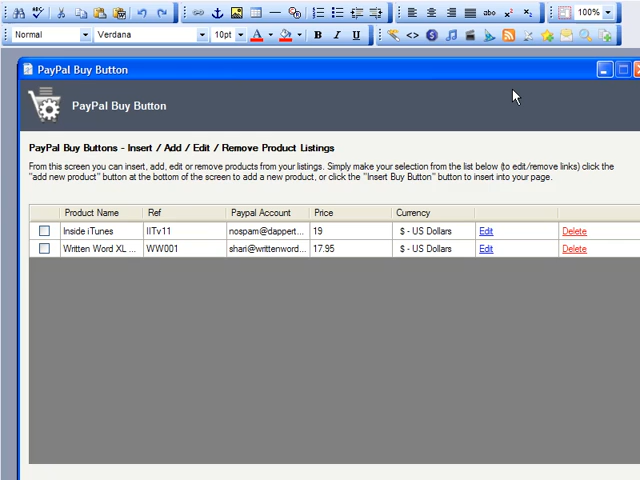 100%
Normal Verdana 10pt B I U
PayPal Buy Button
PayPal Buy Button
PayPal Buy Buttons - Insert / Add / Edit / Remove Product Listings
From this screen you can insert, add, edit or remove products from your listings. Simply make your selection from the list below (to edit/remove links) click the
"add new product" button at the bottom of the screen to add a new product, or click the "Insert Buy Button" button to insert into your page.
Product Name Ref Paypal Account Price Currency
Inside iTunes IITv11 nospam@dappert... 19 $ - US Dollars Edit Delete
Written Word XL ... WW001 shari@writtenword... 17.95 $ - US Dollars Edit Delete